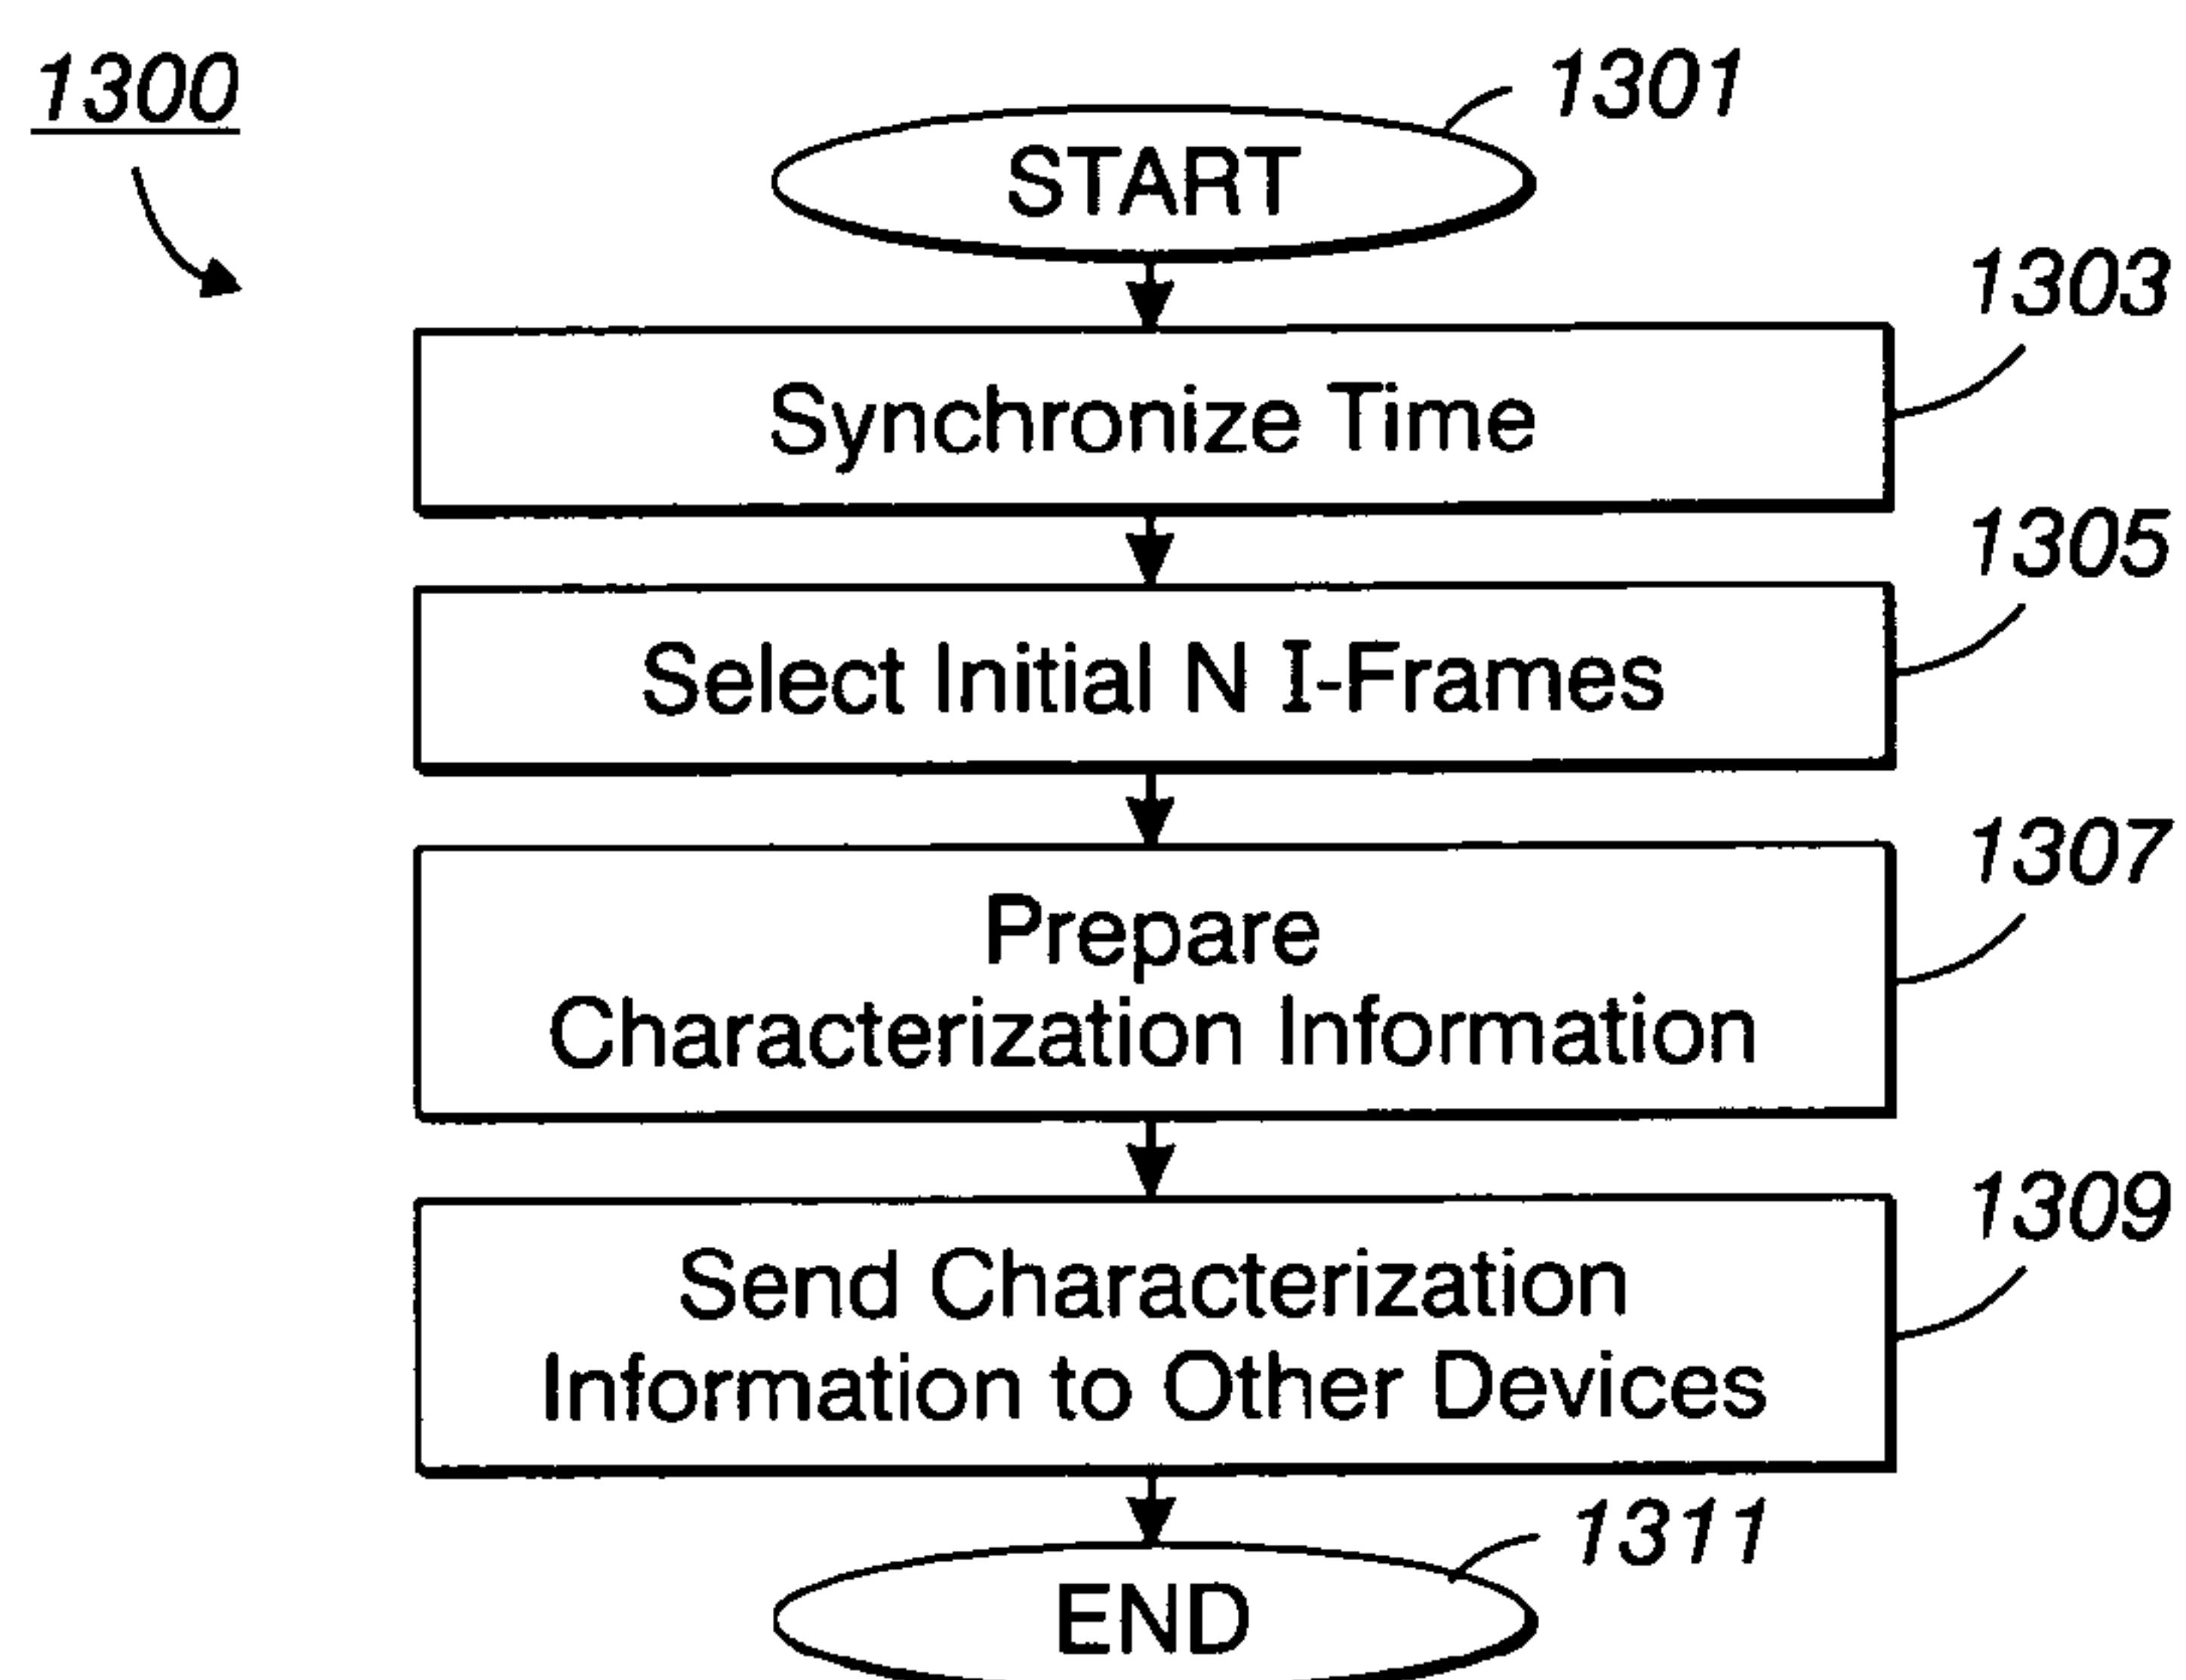 1300
1301
START
1303
Synchronize Time
1305
Select Initial N I-Frames
1307
Prepare
Characterization Information
1309
Send Characterization
Information to Other Devices
1311
END